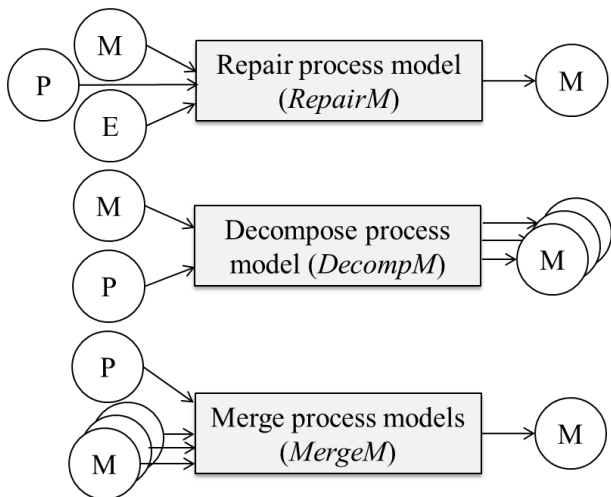 M
P
E
Repair process model
(RepairM)
M
M
P
Decompose process
model (DecompM)
M
P
M
Merge process models
(MergeM)
M